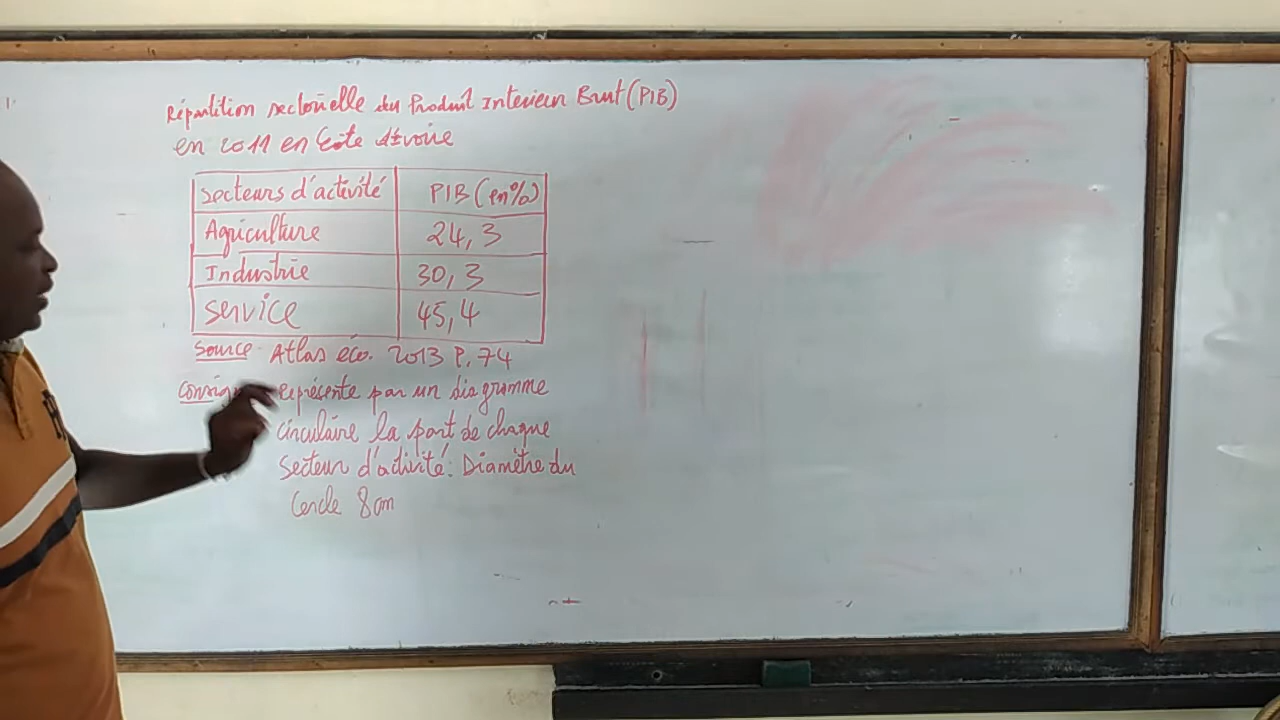 Répartition sectorielle du Produit Interieur Brut (PIB)
en 2011 en Côte d'Ivoire
Secteurs d'activité PIB (en%)
Agriculture 24,3
Industrie 30,3
Service 45,4
Source - Atlas éco. 2013 P. 74
représente par un diagramme
circulaire la part de chaque
secteur d'activité. Diamètre du
Cercle 8cm